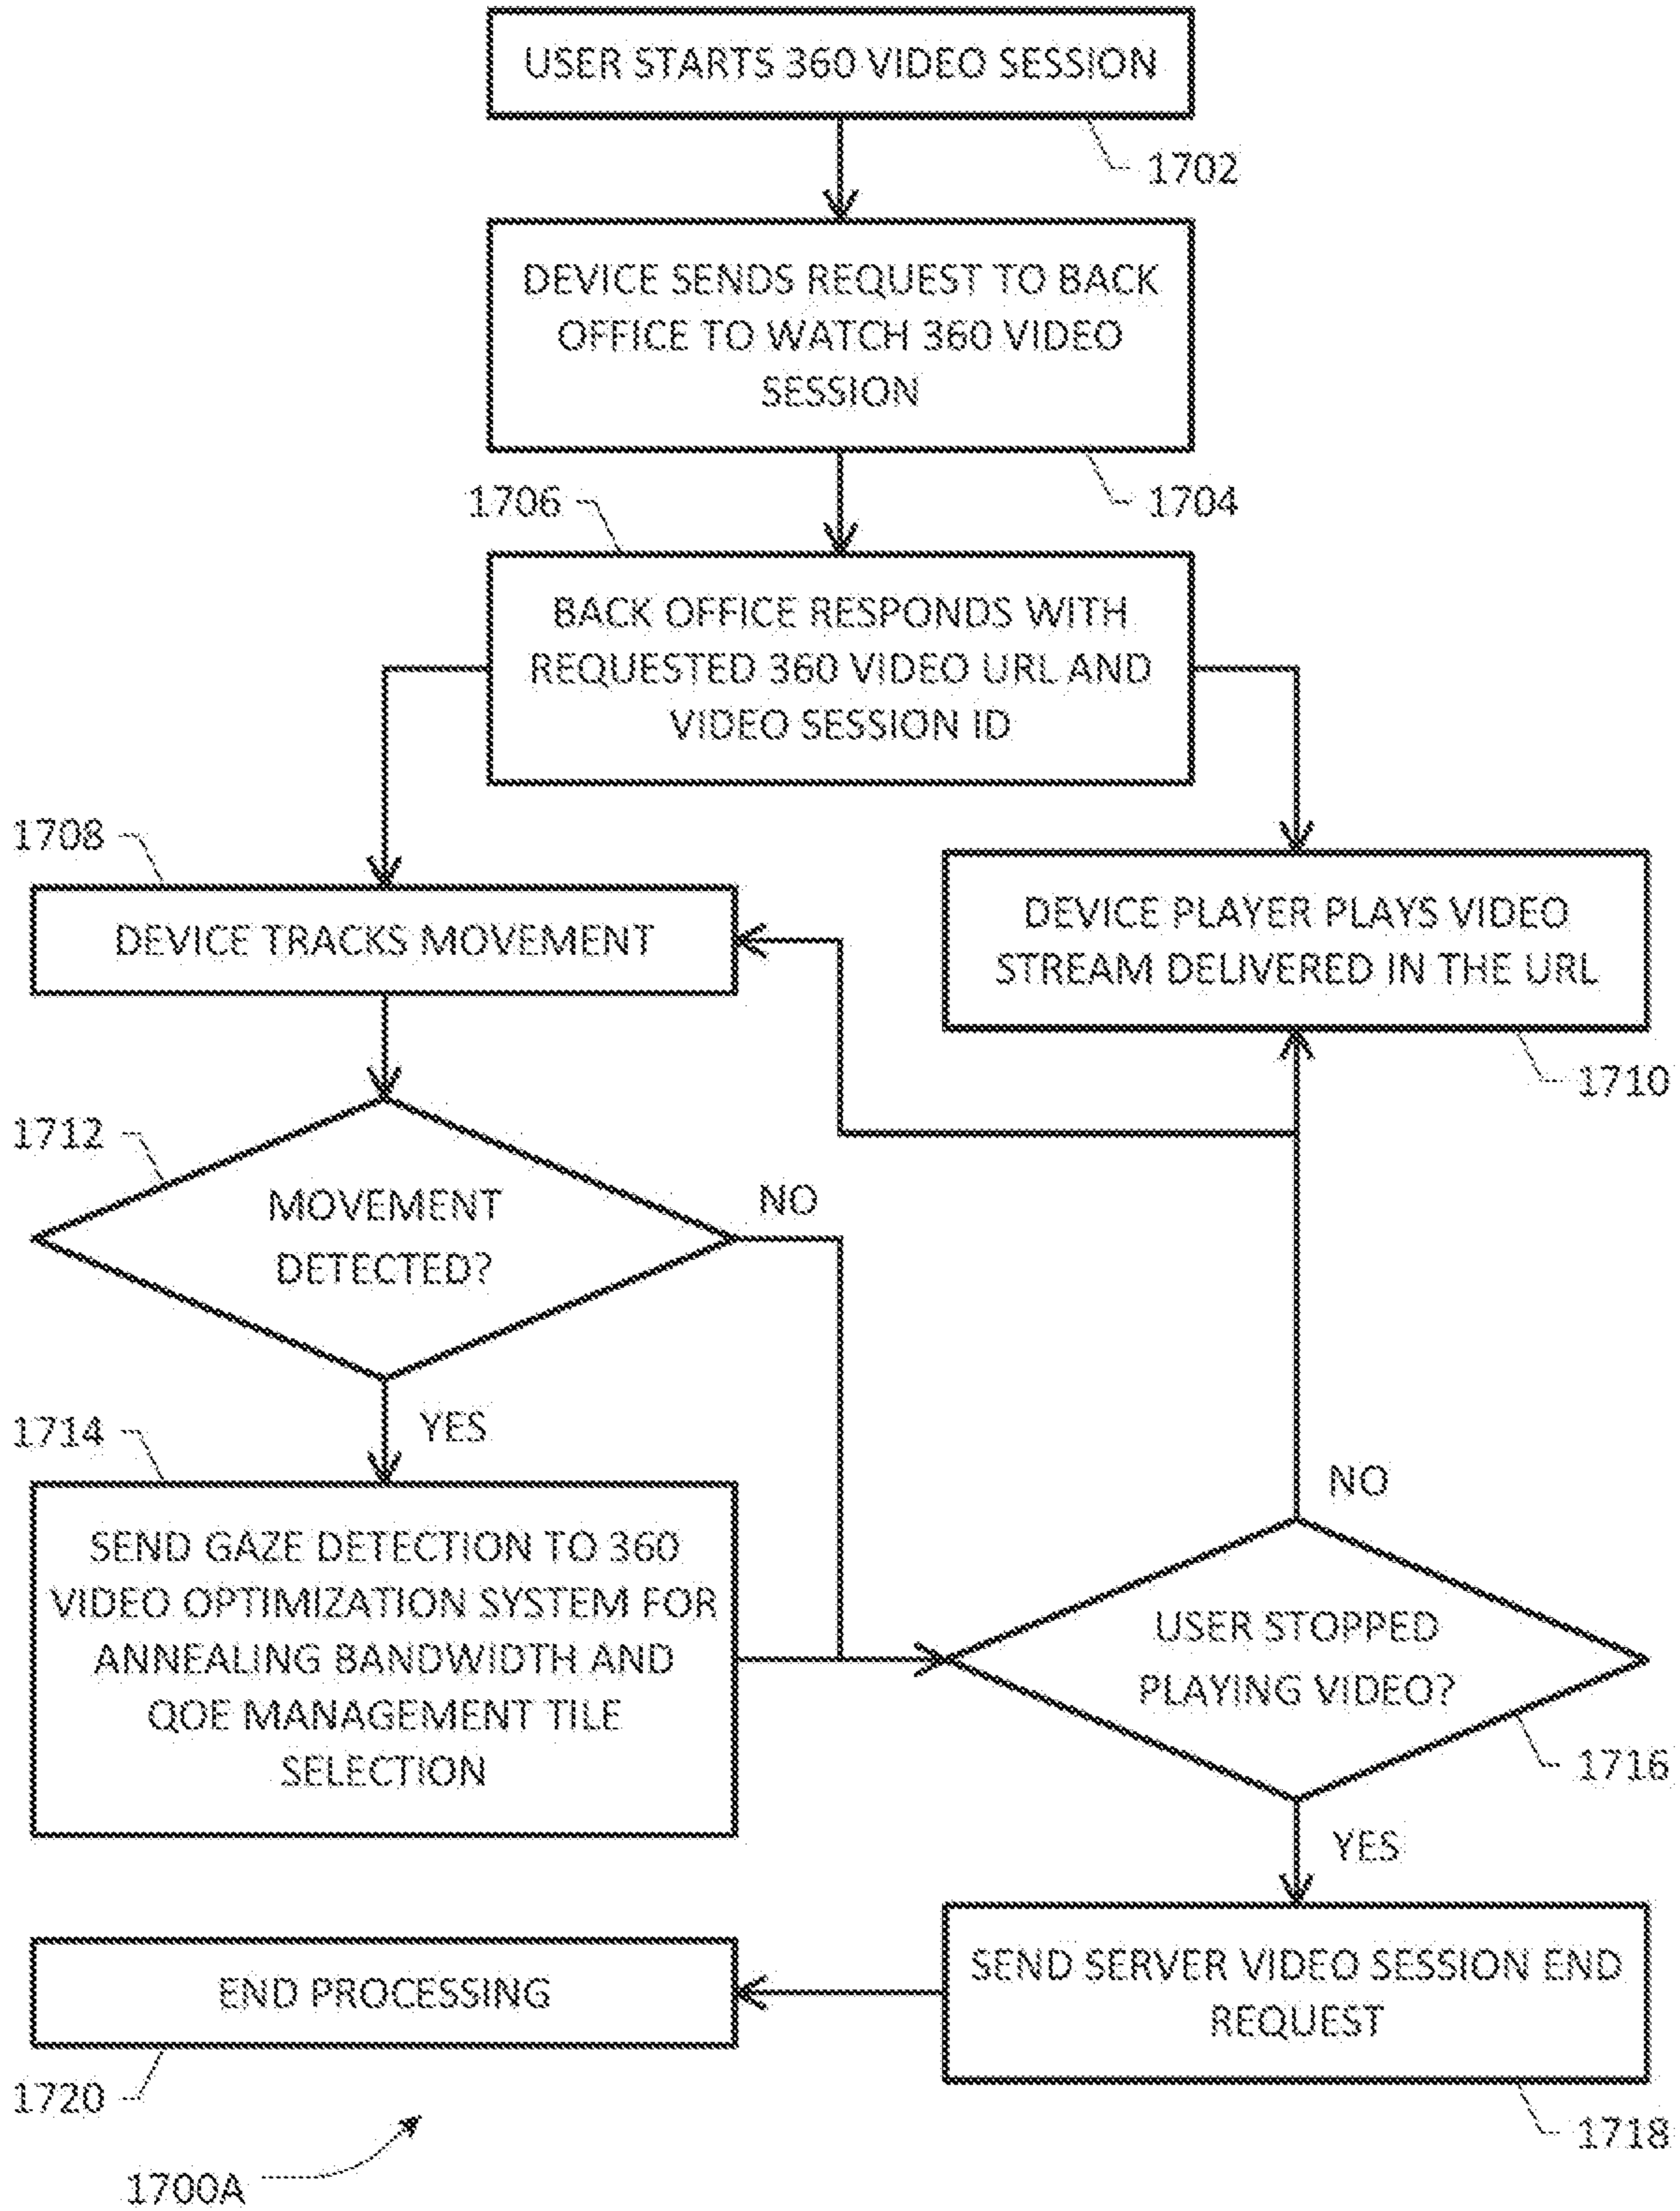 USER STARTS 360 VIDEO SESSION
1702
DEVICE SENDS REQUEST TO BACK
OFFICE TO WATCH 360 VIDEO
SESSION
1704
1706
BACK OFFICE RESPONDS WITH
REQUESTED 360 VIDEO URL AND
VIDEO SESSION ID
1708
DEVICE TRACKS MOVEMENT
DEVICE PLAYER PLAYS VIDEO
STREAM DELIVERED IN THE URL
1710
1712
MOVEMENT
DETECTED?
NO
YES
1714
SEND GAZE DETECTION TO 360
VIDEO OPTIMIZATION SYSTEM FOR
ANNEALING BANDWIDTH AND
QOE MANAGEMENT TILE
SELECTION
NO
USER STOPPED
PLAYING VIDEO?
1716
YES
SEND SERVER VIDEO SESSION END
REQUEST
1718
END PROCESSING
1720
1700A